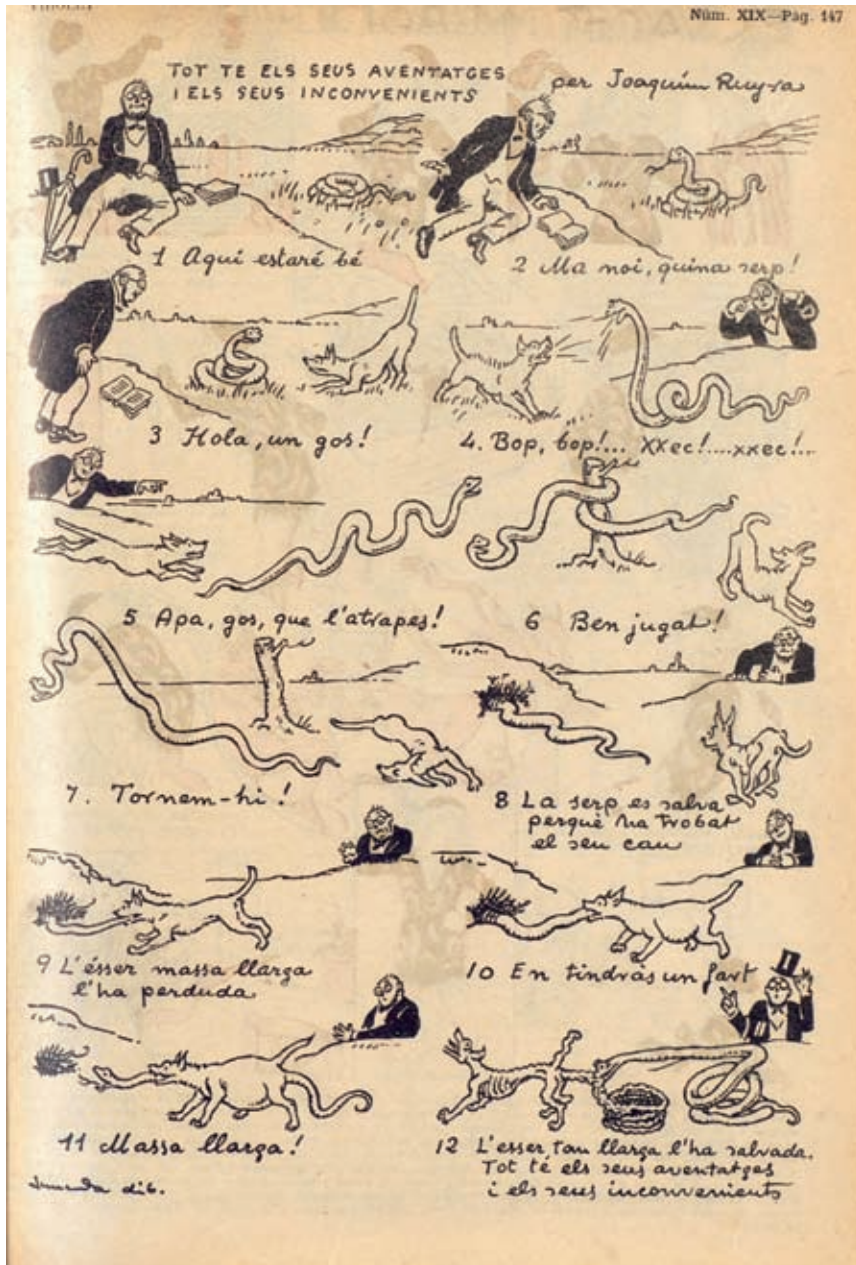 VIROLET
Núm. XIX—Pàg. 147
TOT TE ELS SEUS AVENTATGES
I ELS SEUS INCONVENIENTS
per Joaquim Ruyra
1 Aquí estaré bé
2 Ma noi, quina serp!
3 Hola, un gos!
4. Bop, bop!... xxec!....xxec!..
5 Apa, gos, que l'atrapes!
6 Ben jugat!
7. Tornem-hi!
8 La serp es salva
perquè ha trobat
el seu cau
9 L'ésser massa llarga
l'ha perduda
10 En tindràs un fart
11 Massa llarga!
12 L'esser tan llarga l'ha salvada.
Tot té els seus aventatges
i els seus inconvenients
dib.